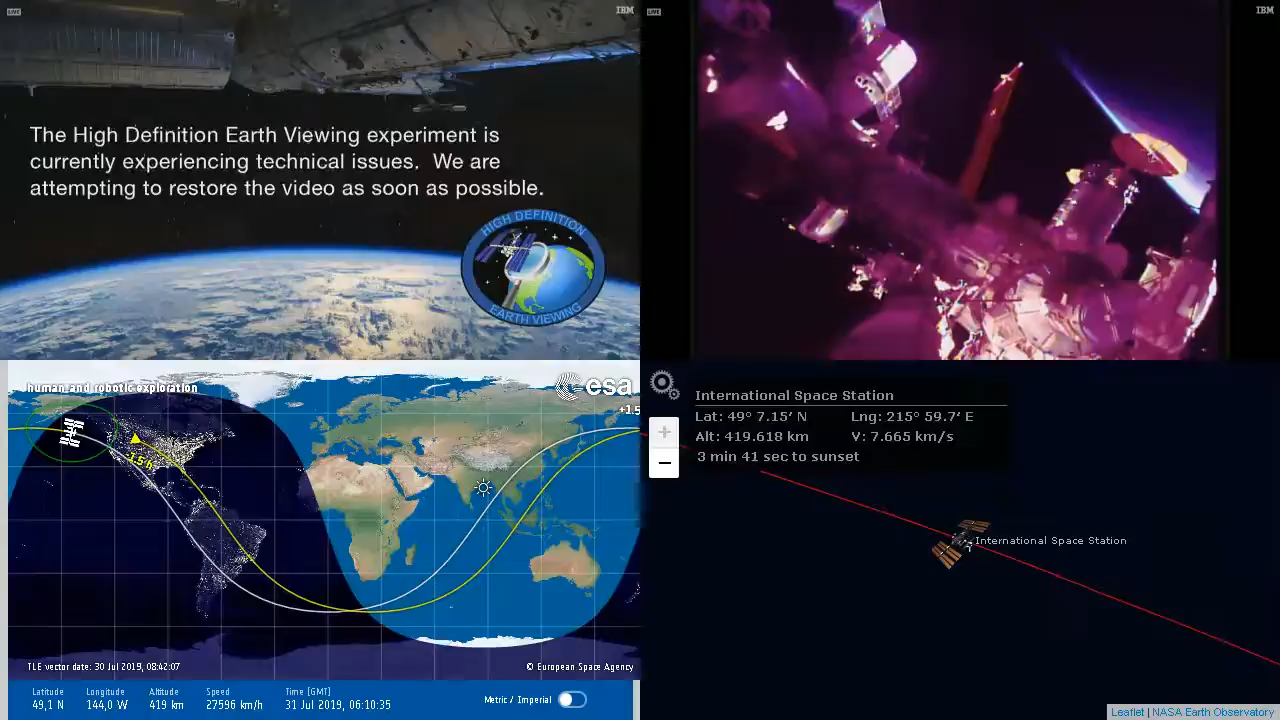 LIVE
IBM
The High Definition Earth Viewing experiment is
currently experiencing technical issues. We are
attempting to restore the video as soon as possible.
HIGH DEFINITION
EARTH VIEWING
LIVE
IBM
human and robotic exploration
esa
+1.5
-1.5 h
TLE vector date: 30 Jul 2019, 08:42:07
© European Space Agency
Latitude Longitude Altitude Speed Time [GMT]
49,1 N 144,0 W 419 km 27596 km/h 31 Jul 2019, 06:10:35
Metric / Imperial
International Space Station
Lat: 49° 7.15′ N Lng: 215° 59.7′ E
Alt: 419.618 km V: 7.665 km/s
3 min 41 sec to sunset
+
−
International Space Station
Leaflet | NASA Earth Observatory